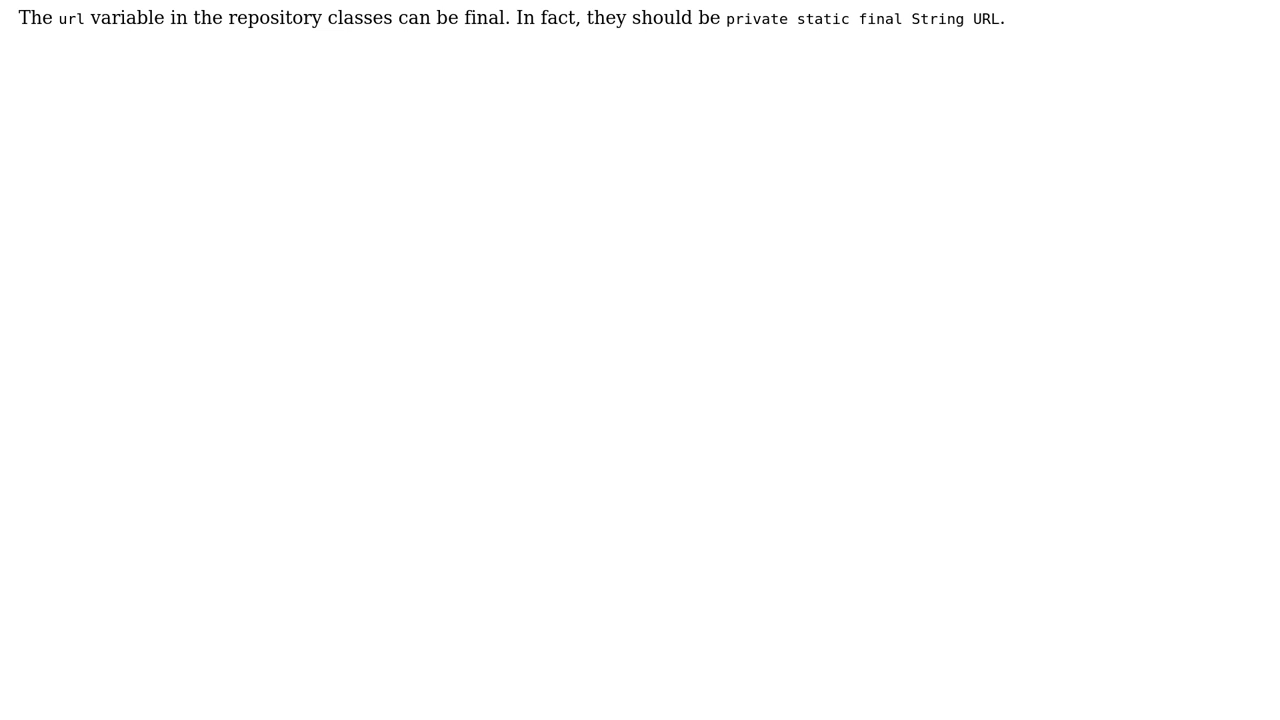 The url variable in the repository classes can be final. In fact, they should be private static final String URL.